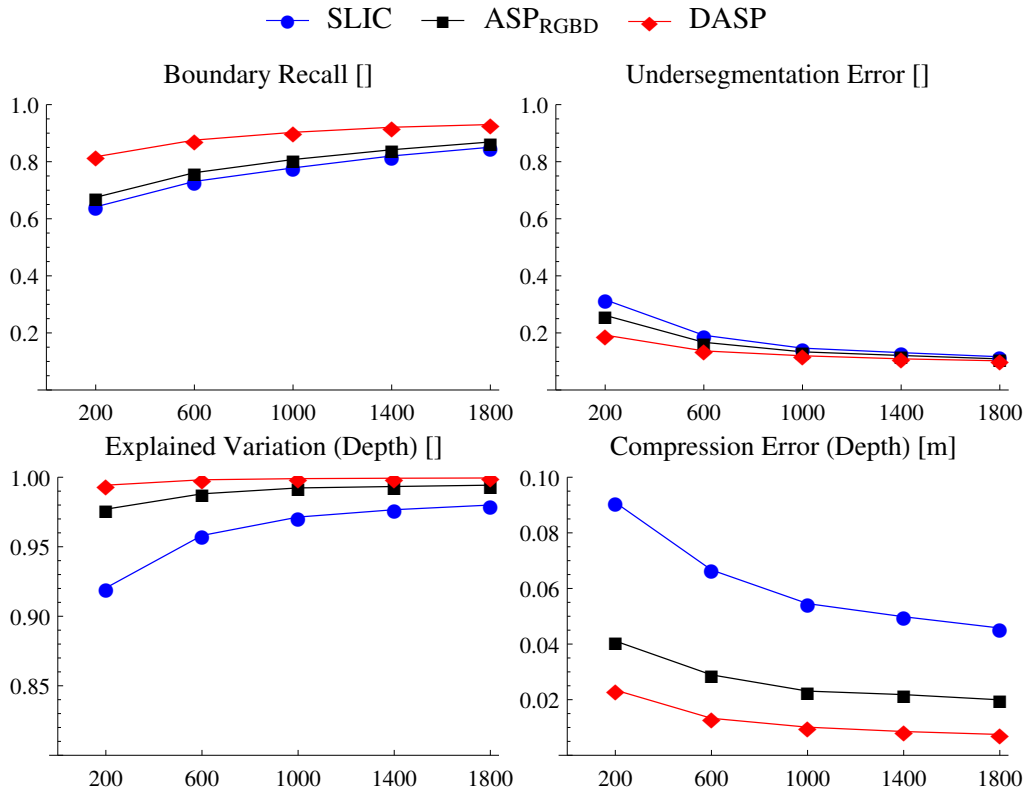 SLIC ASP_RGBD DASP
Boundary Recall []
1.0
0.8
0.6
0.4
0.2
200 600 1000 1400 1800
Undersegmentation Error []
1.0
0.8
0.6
0.4
0.2
200 600 1000 1400 1800
Explained Variation (Depth) []
1.00
0.95
0.90
0.85
200 600 1000 1400 1800
Compression Error (Depth) [m]
0.10
0.08
0.06
0.04
0.02
200 600 1000 1400 1800